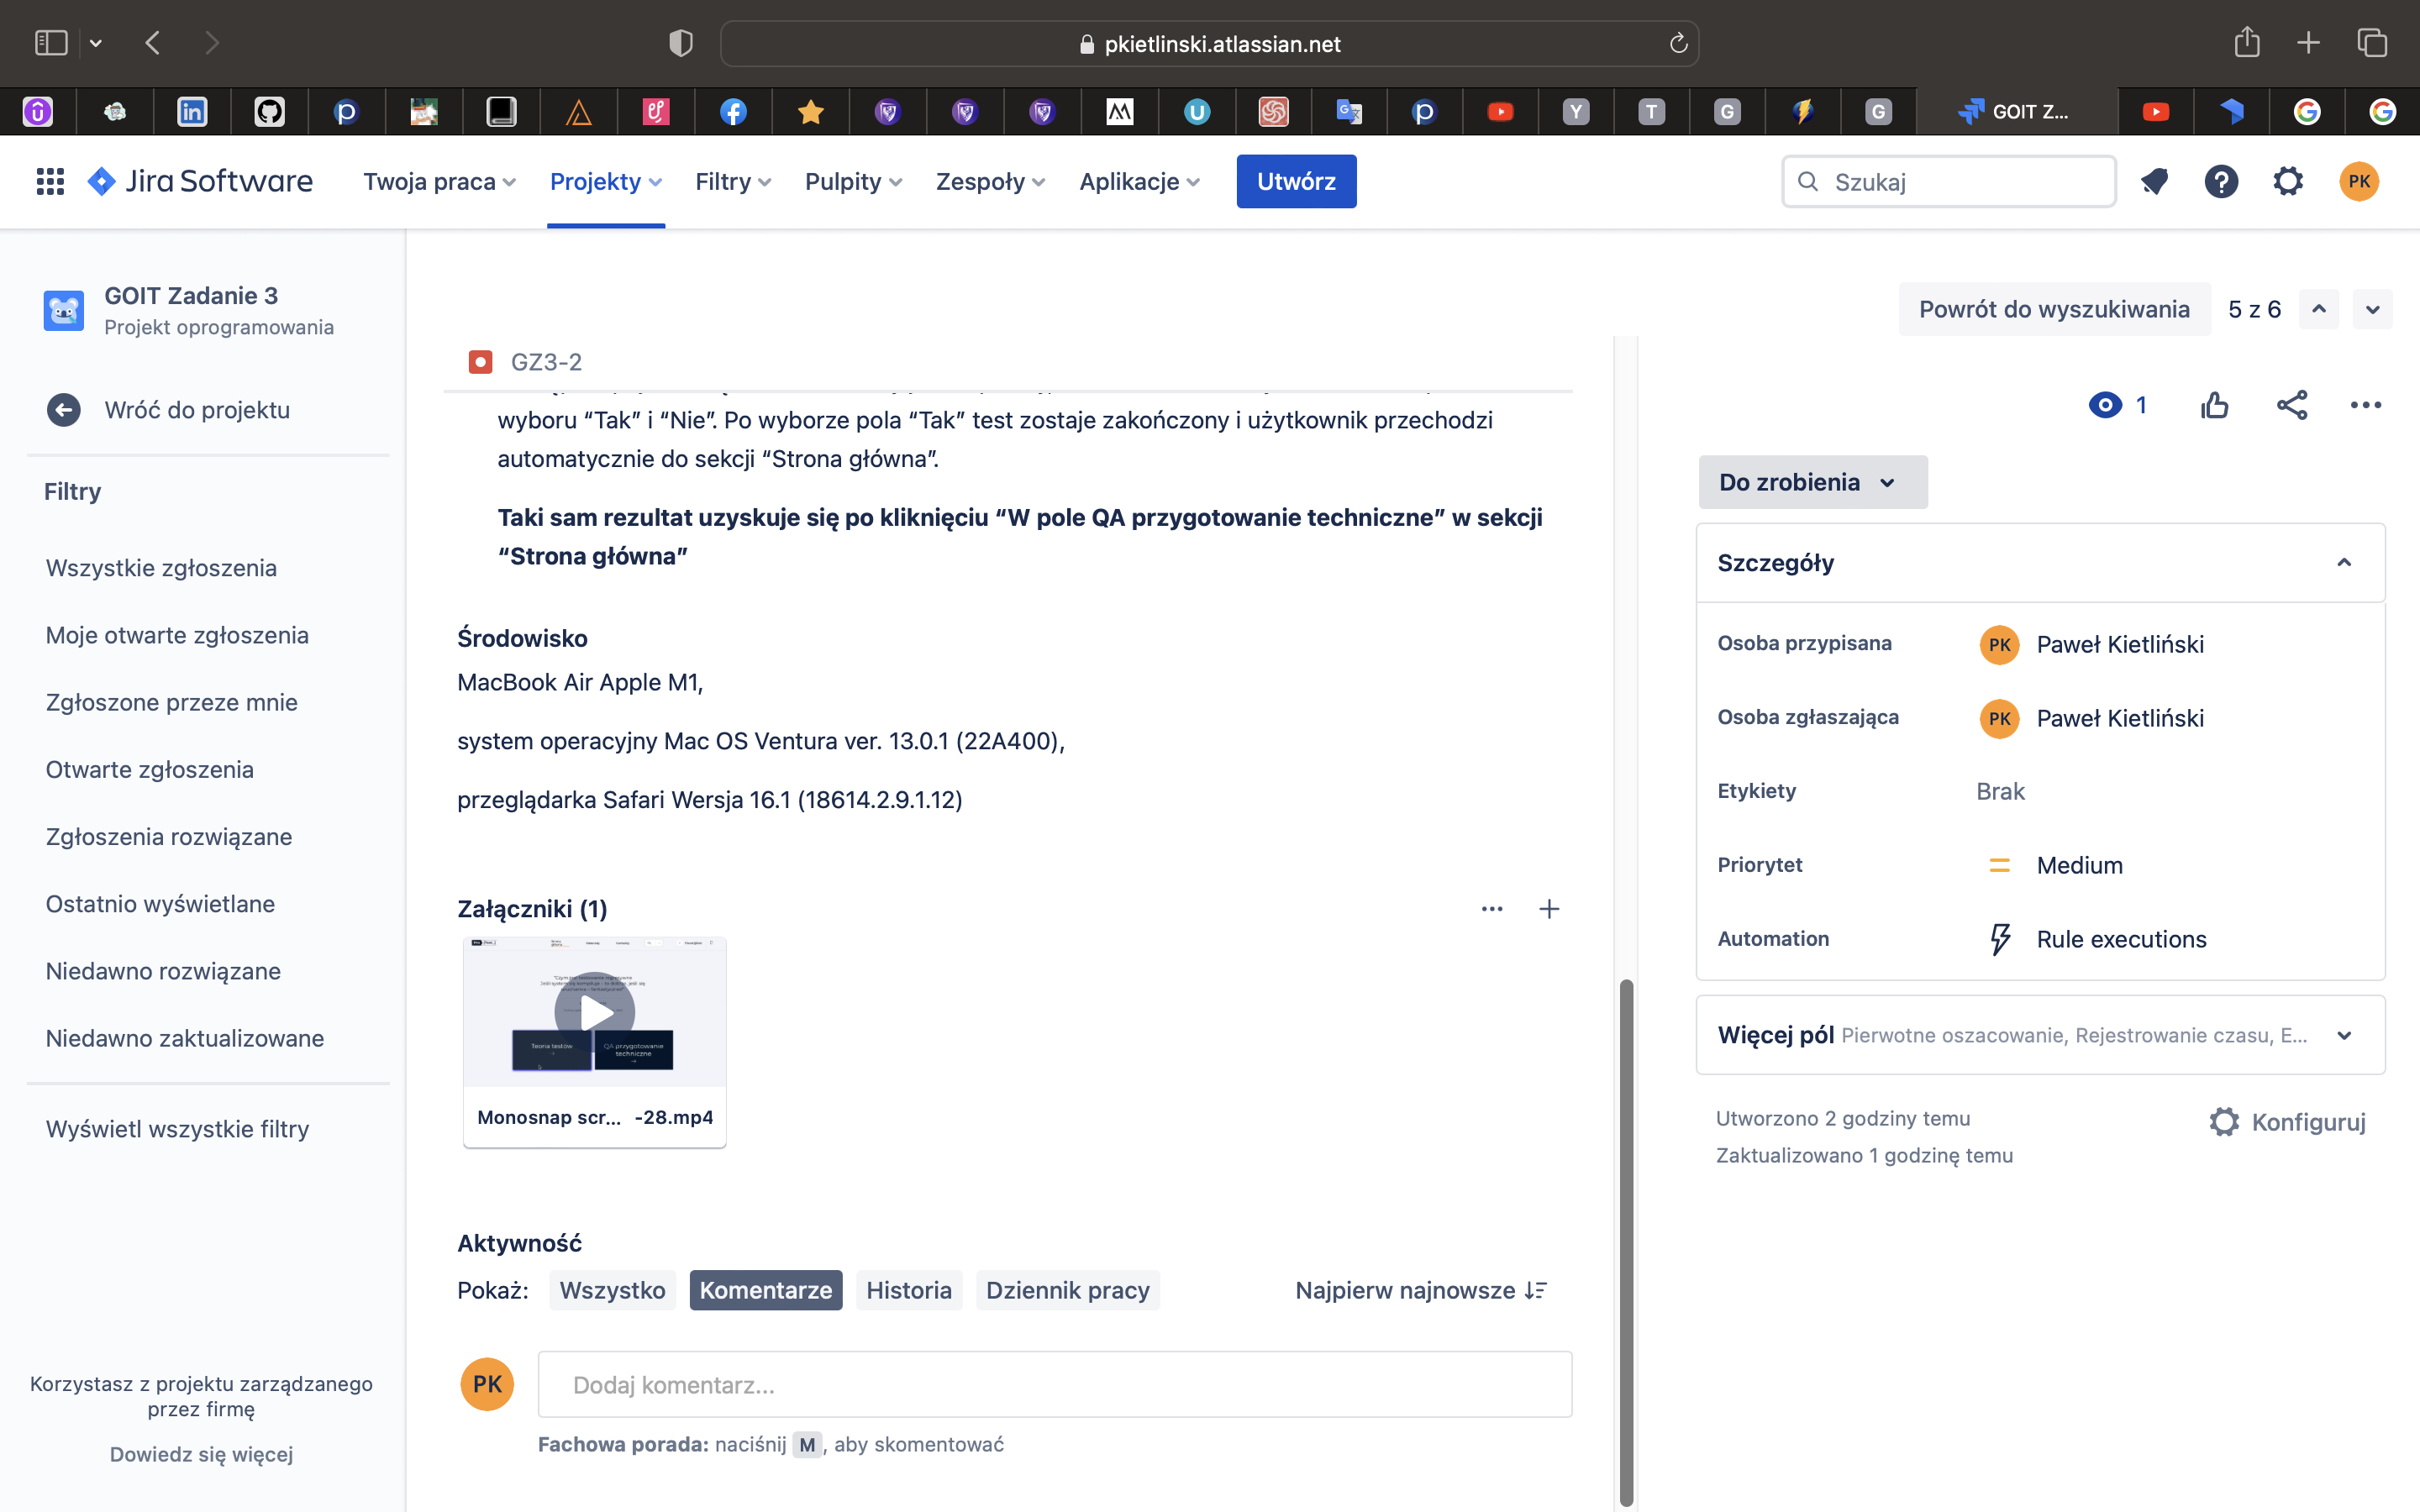 pkietlinski.atlassian.net
Y
T
G
G
GOIT Z...
Jira Software
Twoja praca
Projekty
Filtry
Pulpity
Zespoły
Aplikacje
Utwórz
Szukaj
PK
GOIT Zadanie 3
Projekt oprogramowania
Wróć do projektu
Filtry
Wszystkie zgłoszenia
Moje otwarte zgłoszenia
Zgłoszone przeze mnie
Otwarte zgłoszenia
Zgłoszenia rozwiązane
Ostatnio wyświetlane
Niedawno rozwiązane
Niedawno zaktualizowane
Wyświetl wszystkie filtry
Korzystasz z projektu zarządzanego
przez firmę
Dowiedz się więcej
Powrót do wyszukiwania
5 z 6
GZ3-2
wyboru “Tak” i “Nie”. Po wyborze pola “Tak” test zostaje zakończony i użytkownik przechodzi
automatycznie do sekcji “Strona główna”.
Taki sam rezultat uzyskuje się po kliknięciu “W pole QA przygotowanie techniczne” w sekcji
“Strona główna”
Środowisko
MacBook Air Apple M1,
system operacyjny Mac OS Ventura ver. 13.0.1 (22A400),
przeglądarka Safari Wersja 16.1 (18614.2.9.1.12)
Załączniki (1)
Teoria testów
QA przygotowanie
techniczne
Monosnap scr... -28.mp4
Aktywność
Pokaż:
Wszystko
Komentarze
Historia
Dziennik pracy
Najpierw najnowsze
PK
Dodaj komentarz...
Fachowa porada: naciśnij M, aby skomentować
1
Do zrobienia
Szczegóły
Osoba przypisana
PK Paweł Kietliński
Osoba zgłaszająca
PK Paweł Kietliński
Etykiety
Brak
Priorytet
Medium
Automation
Rule executions
Więcej pól Pierwotne oszacowanie, Rejestrowanie czasu, E...
Utworzono 2 godziny temu
Zaktualizowano 1 godzinę temu
Konfiguruj